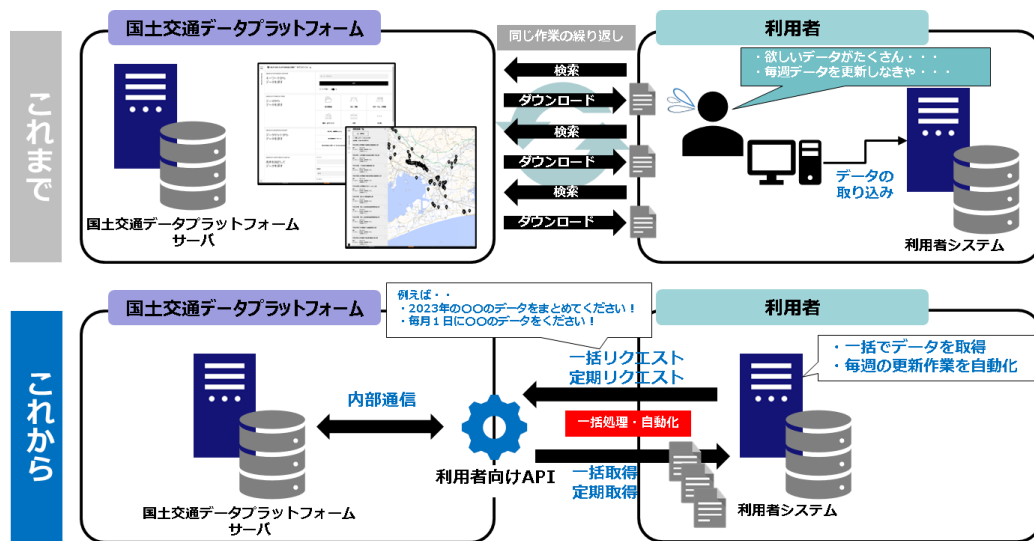 これまで
国土交通データプラットフォーム
国土交通データプラットフォーム
サーバ
同じ作業の繰り返し
検索
ダウンロード
検索
ダウンロード
検索
ダウンロード
利用者
・欲しいデータがたくさん・・・
・毎週データを更新しなきゃ・・・
データの
取り込み
利用者システム
これから
国土交通データプラットフォーム
国土交通データプラットフォーム
サーバ
内部通信
利用者向けAPI
例えば・・
・2023年の〇〇のデータをまとめてください！
・毎月１日に〇〇のデータをください！
一括リクエスト
定期リクエスト
一括処理・自動化
一括取得
定期取得
利用者
・一括でデータを取得
・毎週の更新作業を自動化
利用者システム